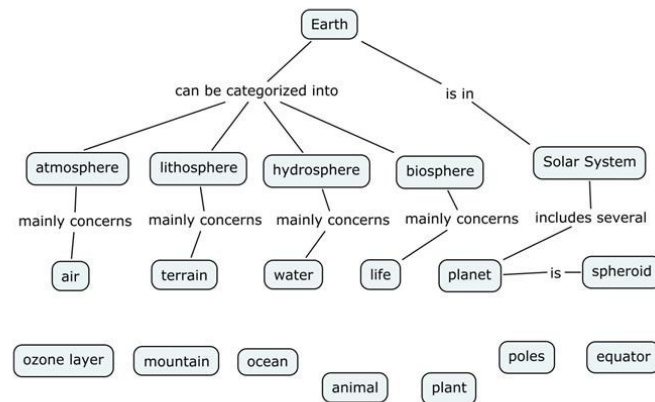 Earth
can be categorized into
is in
atmosphere
lithosphere
hydrosphere
biosphere
Solar System
mainly concerns
mainly concerns
mainly concerns
mainly concerns
includes several
air
terrain
water
life
planet
is
spheroid
ozone layer
mountain
ocean
poles
equator
animal
plant